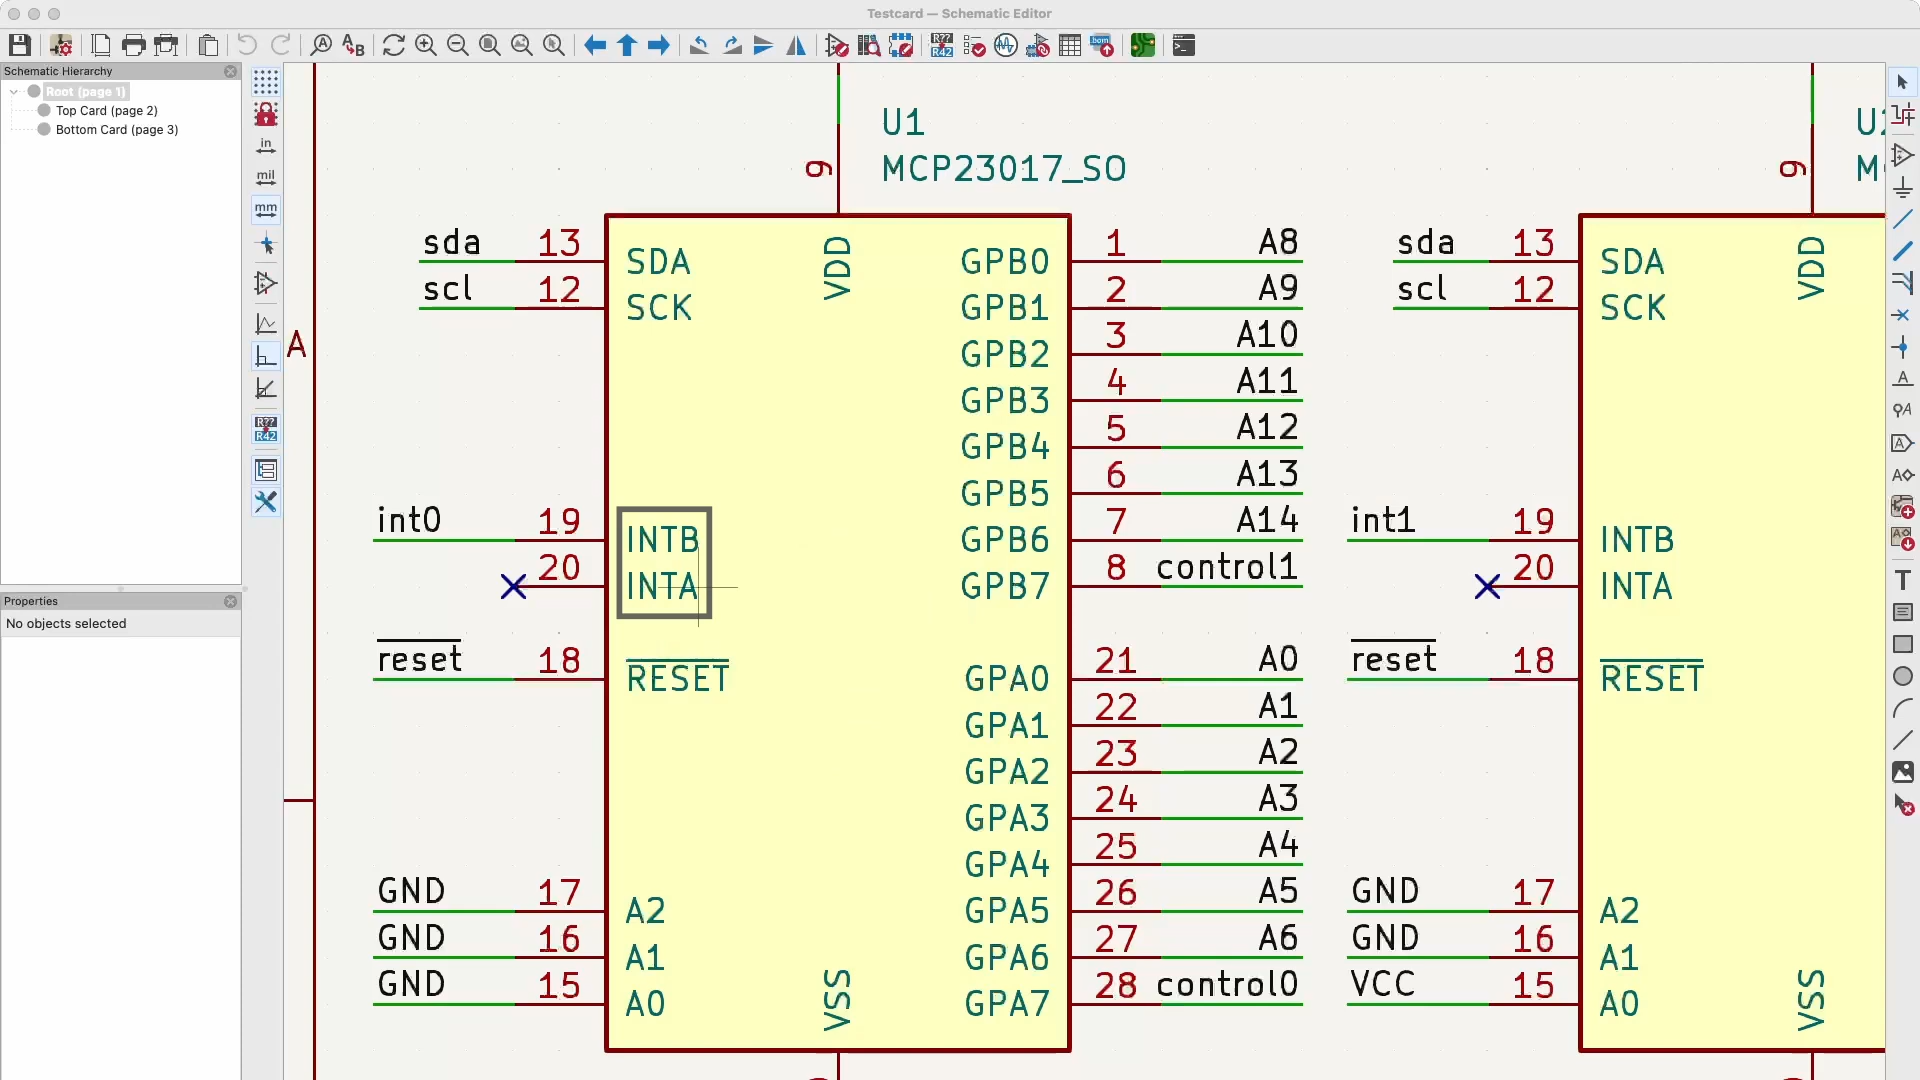 Testcard — Schematic Editor
Schematic Hierarchy
Root (page 1)
Top Card (page 2)
Bottom Card (page 3)
in
mil
mm
R??
R42
Properties
No objects selected
A
U1
MCP23017_SO
9
sda 13 SDA
scl 12 SCK
int0 19 INTB
20 INTA
reset 18 RESET
GND 17 A2
GND 16 A1
GND 15 A0
VDD
VSS
GPB0 1 A8
GPB1 2 A9
GPB2 3 A10
GPB3 4 A11
GPB4 5 A12
GPB5 6 A13
GPB6 7 A14
GPB7 8 control1
GPA0 21 A0
GPA1 22 A1
GPA2 23 A2
GPA3 24 A3
GPA4 25 A4
GPA5 26 A5
GPA6 27 A6
GPA7 28 control0
9
sda 13 SDA
scl 12 SCK
int1 19 INTB
20 INTA
reset 18 RESET
GND 17 A2
GND 16 A1
VCC 15 A0
VDD
VSS